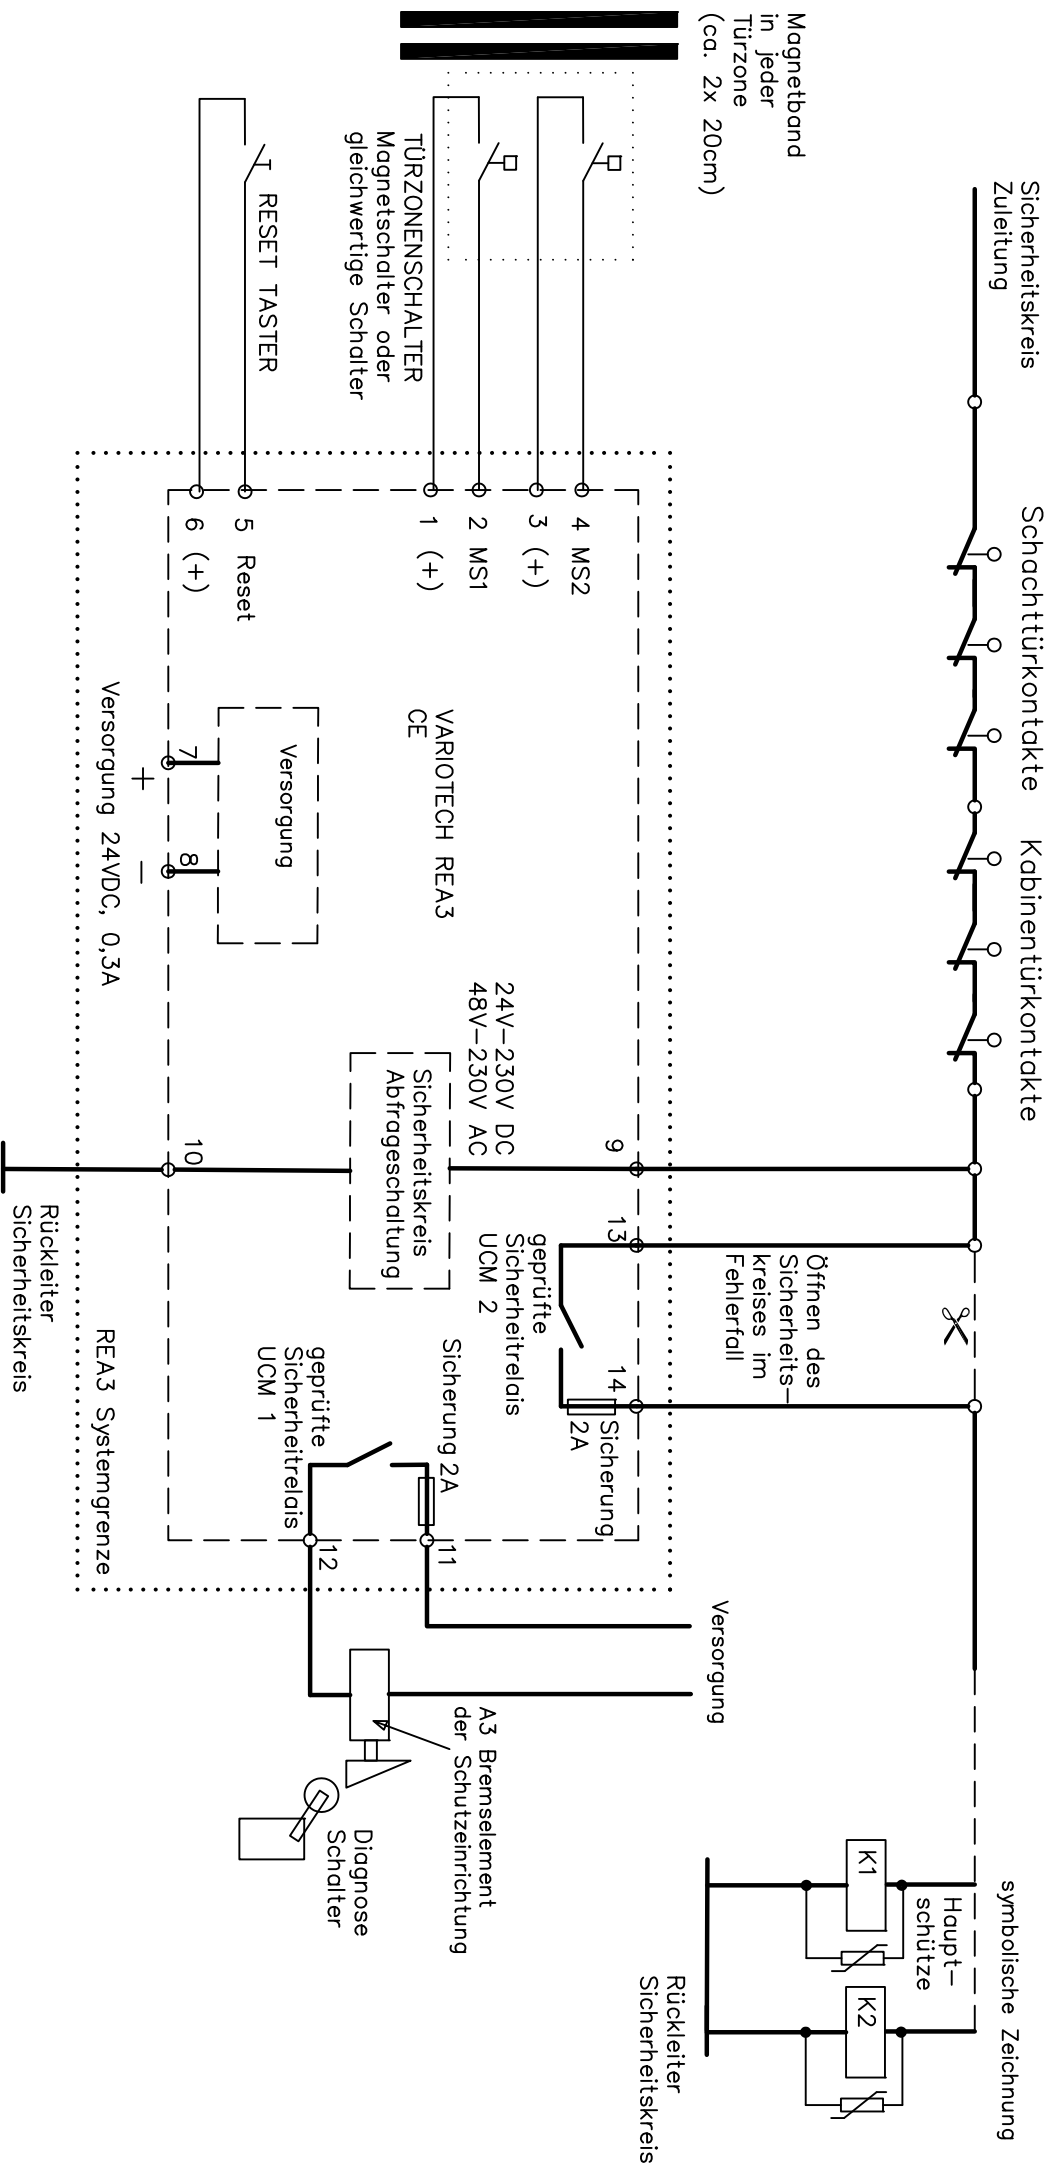 Sicherheitskreis
Zuleitung
Schachttürkontakte
Kabinentürkontakte
symbolische Zeichnung
Magnetband
in jeder
Türzone
(ca. 2x 20cm)
Öffnen des
Sicherheits-
kreises im
Fehlerfall
Haupt-
schütze
K1
K2
Rückleiter
Sicherheitskreis
Versorgung
TÜRZONENSCHALTER
Magnetschalter oder
gleichwertige Schalter
RESET TASTER
4 MS2
3 (+)
2 MS1
1 (+)
5 Reset
6 (+)
VARIOTECH REA3
CE
24V-230V DC
48V-230V AC
9
13
14
geprüfte
Sicherheitrelais
UCM 2
Sicherung
2A
Sicherheitskreis
Abfrageschaltung
Sicherung 2A
11
12
geprüfte
Sicherheitrelais
UCM 1
A3 Bremselement
der Schutzeinrichtung
Diagnose
Schalter
Versorgung
7
8
10
+
-
Versorgung 24VDC, 0,3A
REA3 Systemgrenze
Rückleiter
Sicherheitskreis